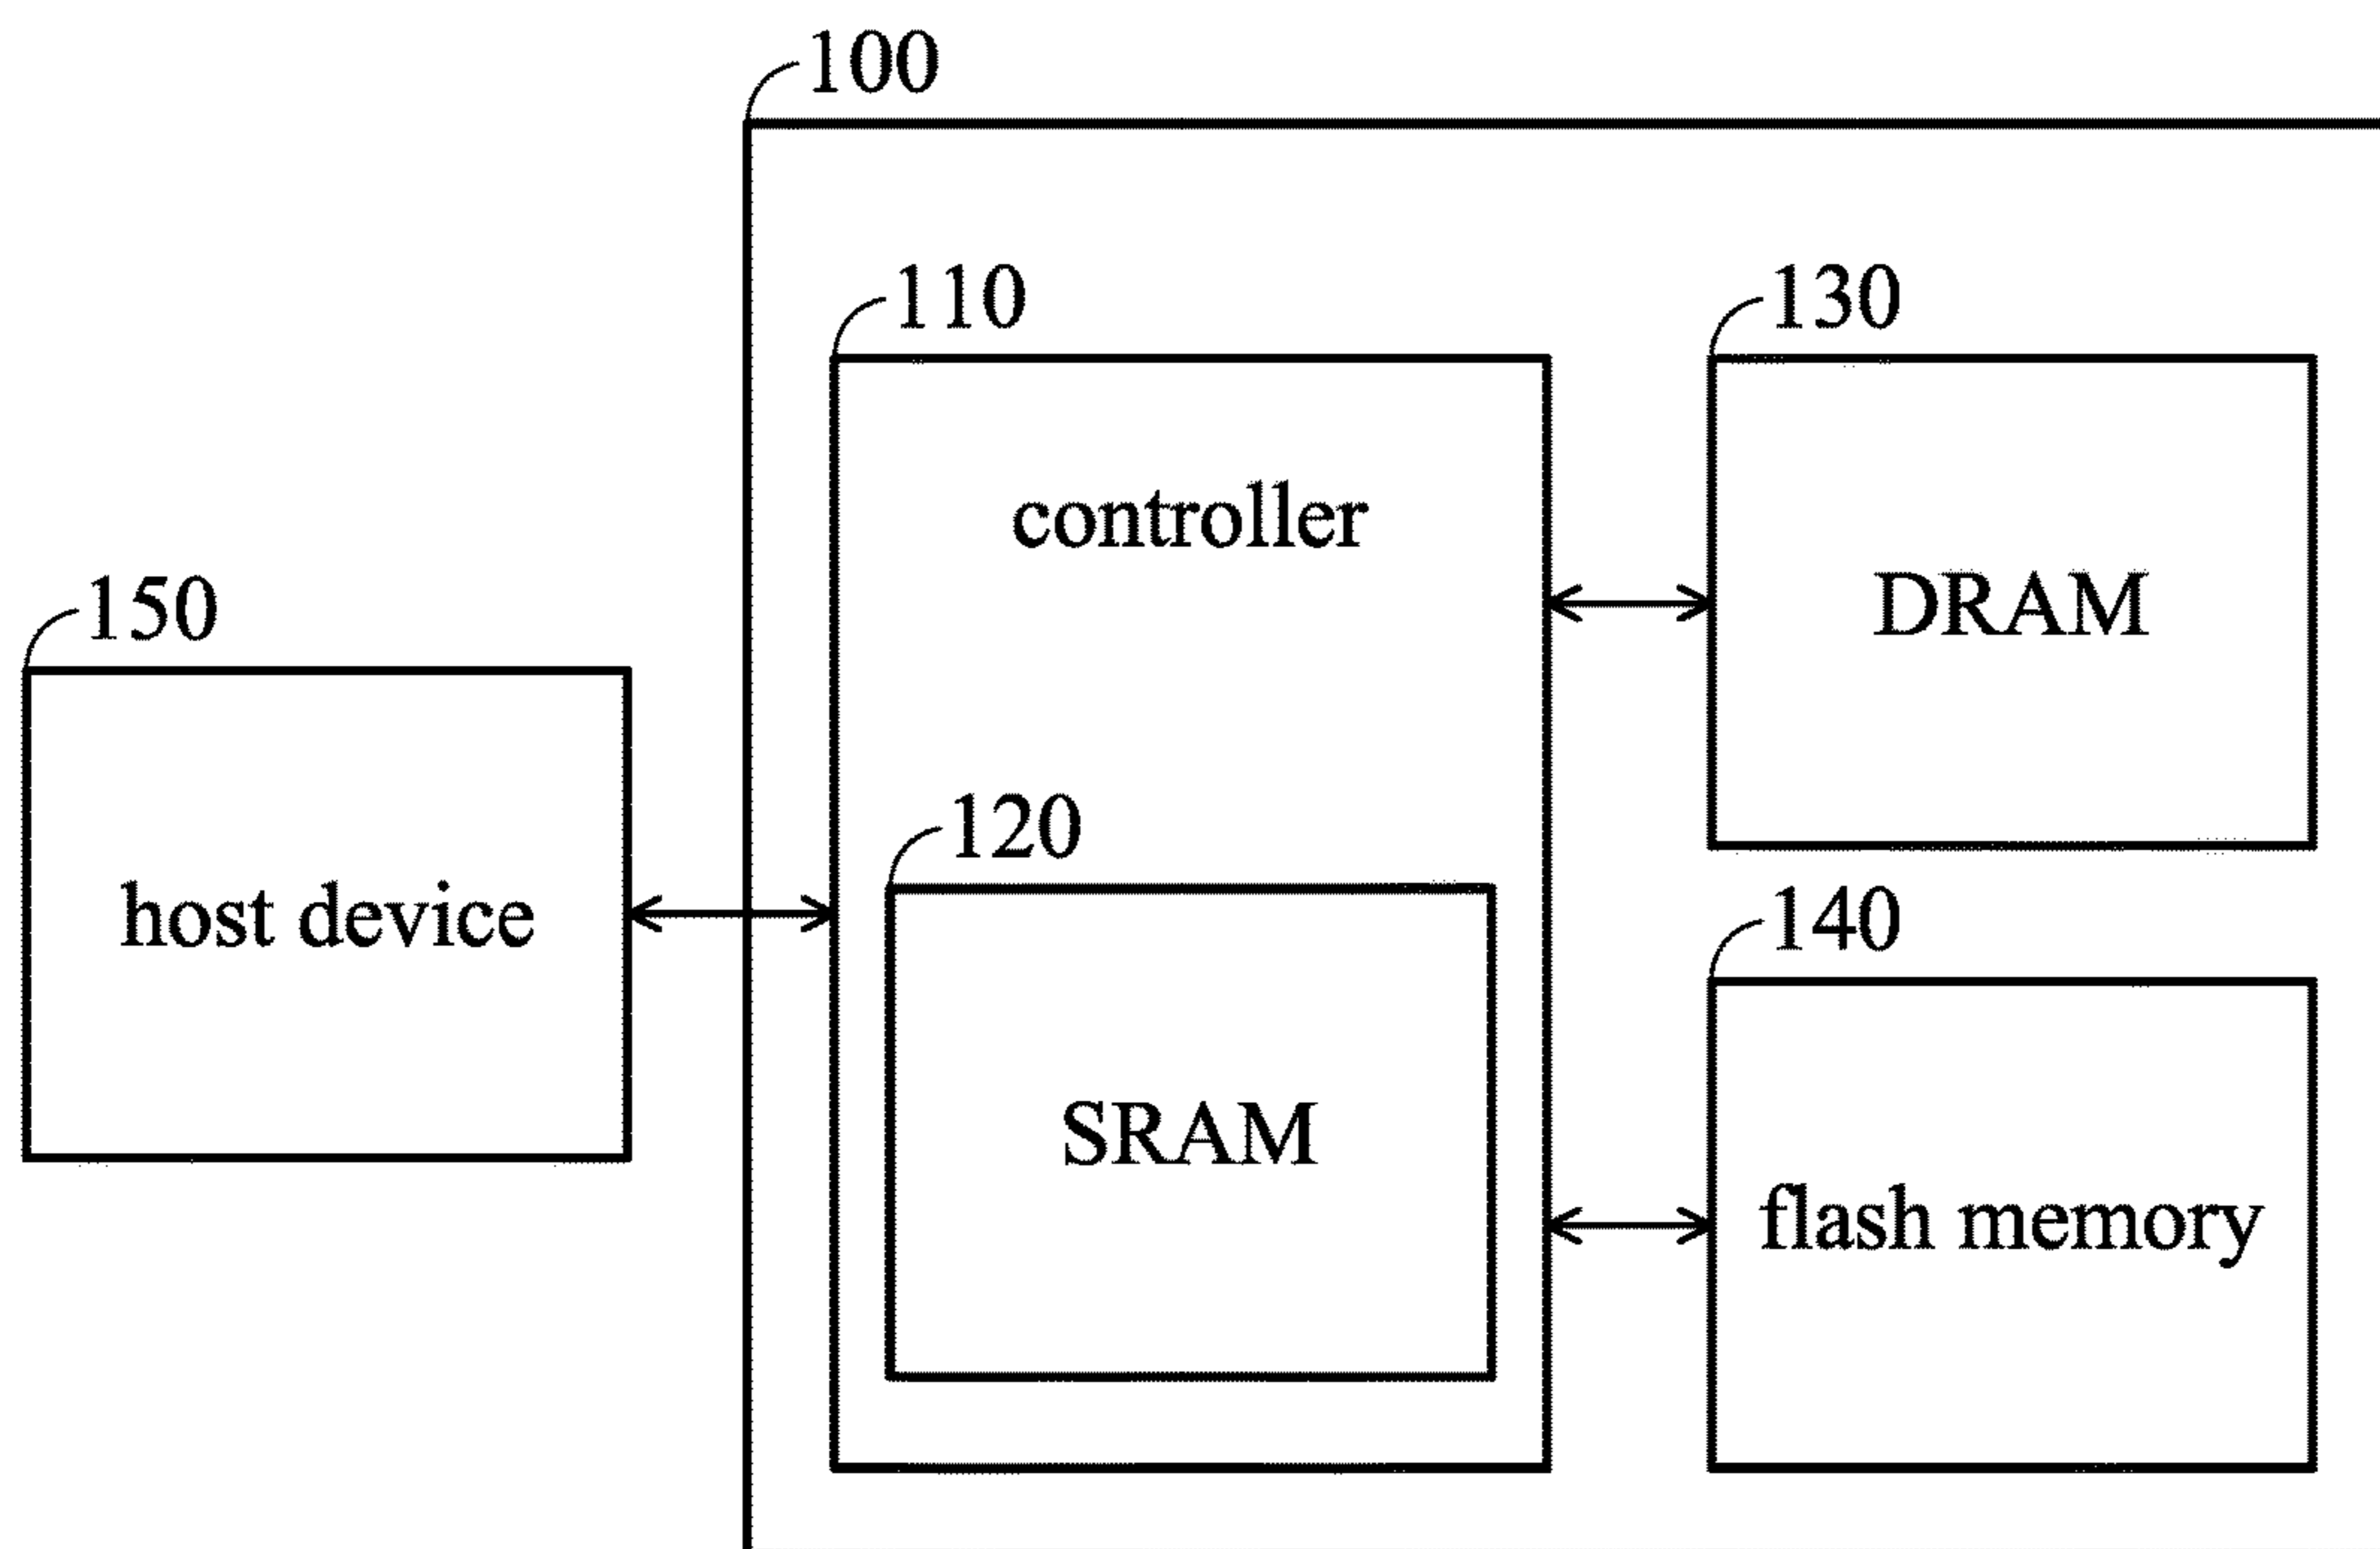 100
110
130
controller
DRAM
150
120
host device
140
SRAM
flash memory